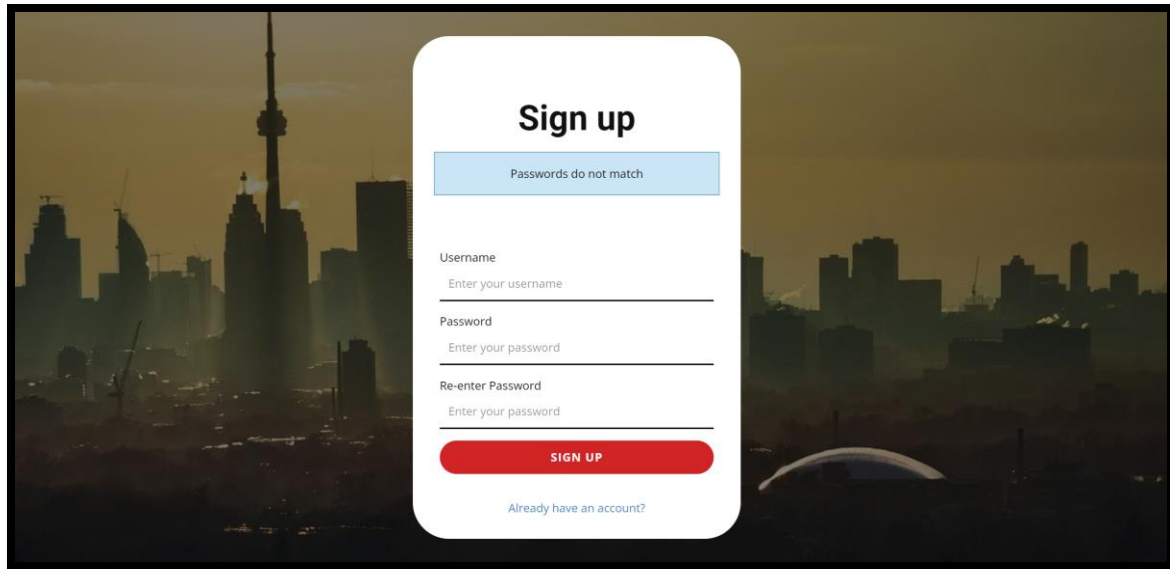 Sign up
Passwords do not match
Username
Enter your username
Password
Enter your password
Re-enter Password
Enter your password
SIGN UP
Already have an account?